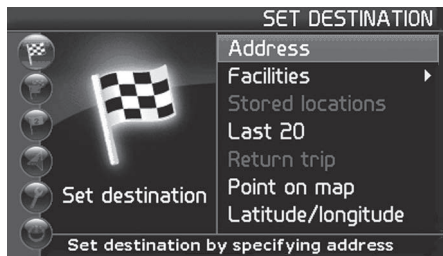 SET DESTINATION
Address
Facilities
Stored locations
Last 20
Return trip
Point on map
Set destination
Latitude/longitude
Set destination by specifying address